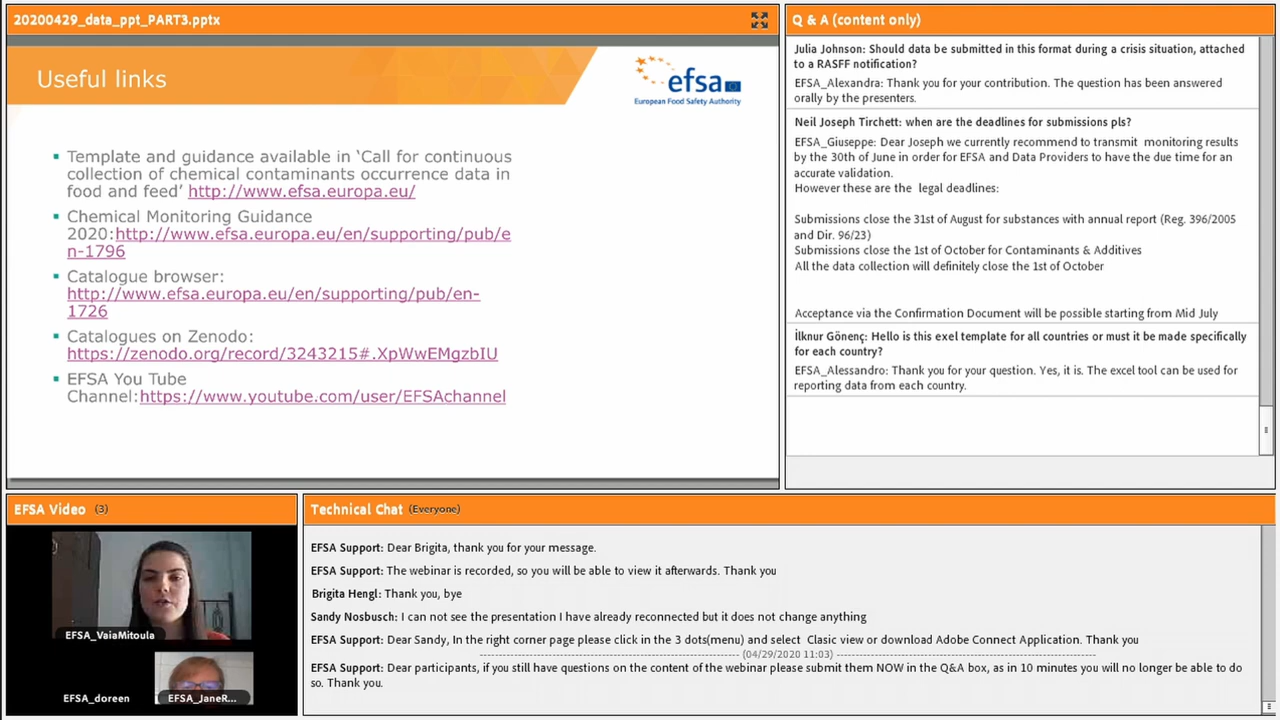 20200429_data_ppt_PART3.pptx
Useful links
efsa
European Food Safety Authority
Template and guidance available in ‘Call for continuous
collection of chemical contaminants occurrence data in
food and feed’ http://www.efsa.europa.eu/
Chemical Monitoring Guidance
2020:http://www.efsa.europa.eu/en/supporting/pub/e
n-1796
Catalogue browser:
http://www.efsa.europa.eu/en/supporting/pub/en-
1726
Catalogues on Zenodo:
https://zenodo.org/record/3243215#.XpWwEMgzbIU
EFSA You Tube
Channel:https://www.youtube.com/user/EFSAchannel
Q & A (content only)
Julia Johnson: Should data be submitted in this format during a crisis situation, attached
to a RASFF notification?
EFSA_Alexandra: Thank you for your contribution. The question has been answered
orally by the presenters.
Neil Joseph Tirchett: when are the deadlines for submissions pls?
EFSA_Giuseppe: Dear Joseph we currently recommend to transmit monitoring results
by the 30th of June in order for EFSA and Data Providers to have the due time for an
accurate validation.
However these are the legal deadlines:
Submissions close the 31st of August for substances with annual report (Reg. 396/2005
and Dir. 96/23)
Submissions close the 1st of October for Contaminants & Additives
All the data collection will definitely close the 1st of October
Acceptance via the Confirmation Document will be possible starting from Mid July
İlknur Gönenç: Hello is this exel template for all countries or must it be made specifically
for each country?
EFSA_Alessandro: Thank you for your question. Yes, it is. The excel tool can be used for
reporting data from each country.
EFSA Video (3)
EFSA_VaiaMitoula
EFSA_doreen
EFSA_JaneR...
Technical Chat (Everyone)
EFSA Support: Dear Brigita, thank you for your message.
EFSA Support: The webinar is recorded, so you will be able to view it afterwards. Thank you
Brigita Hengl: Thank you, bye
Sandy Nosbusch: I can not see the presentation I have already reconnected but it does not change anything
EFSA Support: Dear Sandy, In the right corner page please click in the 3 dots(menu) and select Clasic view or download Adobe Connect Application. Thank you
(04/29/2020 11:03)
EFSA Support: Dear participants, if you still have questions on the content of the webinar please submit them NOW in the Q&A box, as in 10 minutes you will no longer be able to do
so. Thank you.